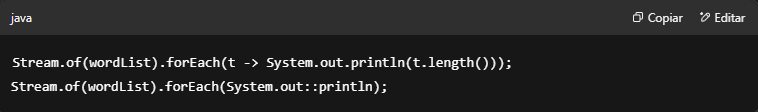 java
Copiar
Editar
Stream.of(wordList).forEach(t -> System.out.println(t.length()));
Stream.of(wordList).forEach(System.out::println);